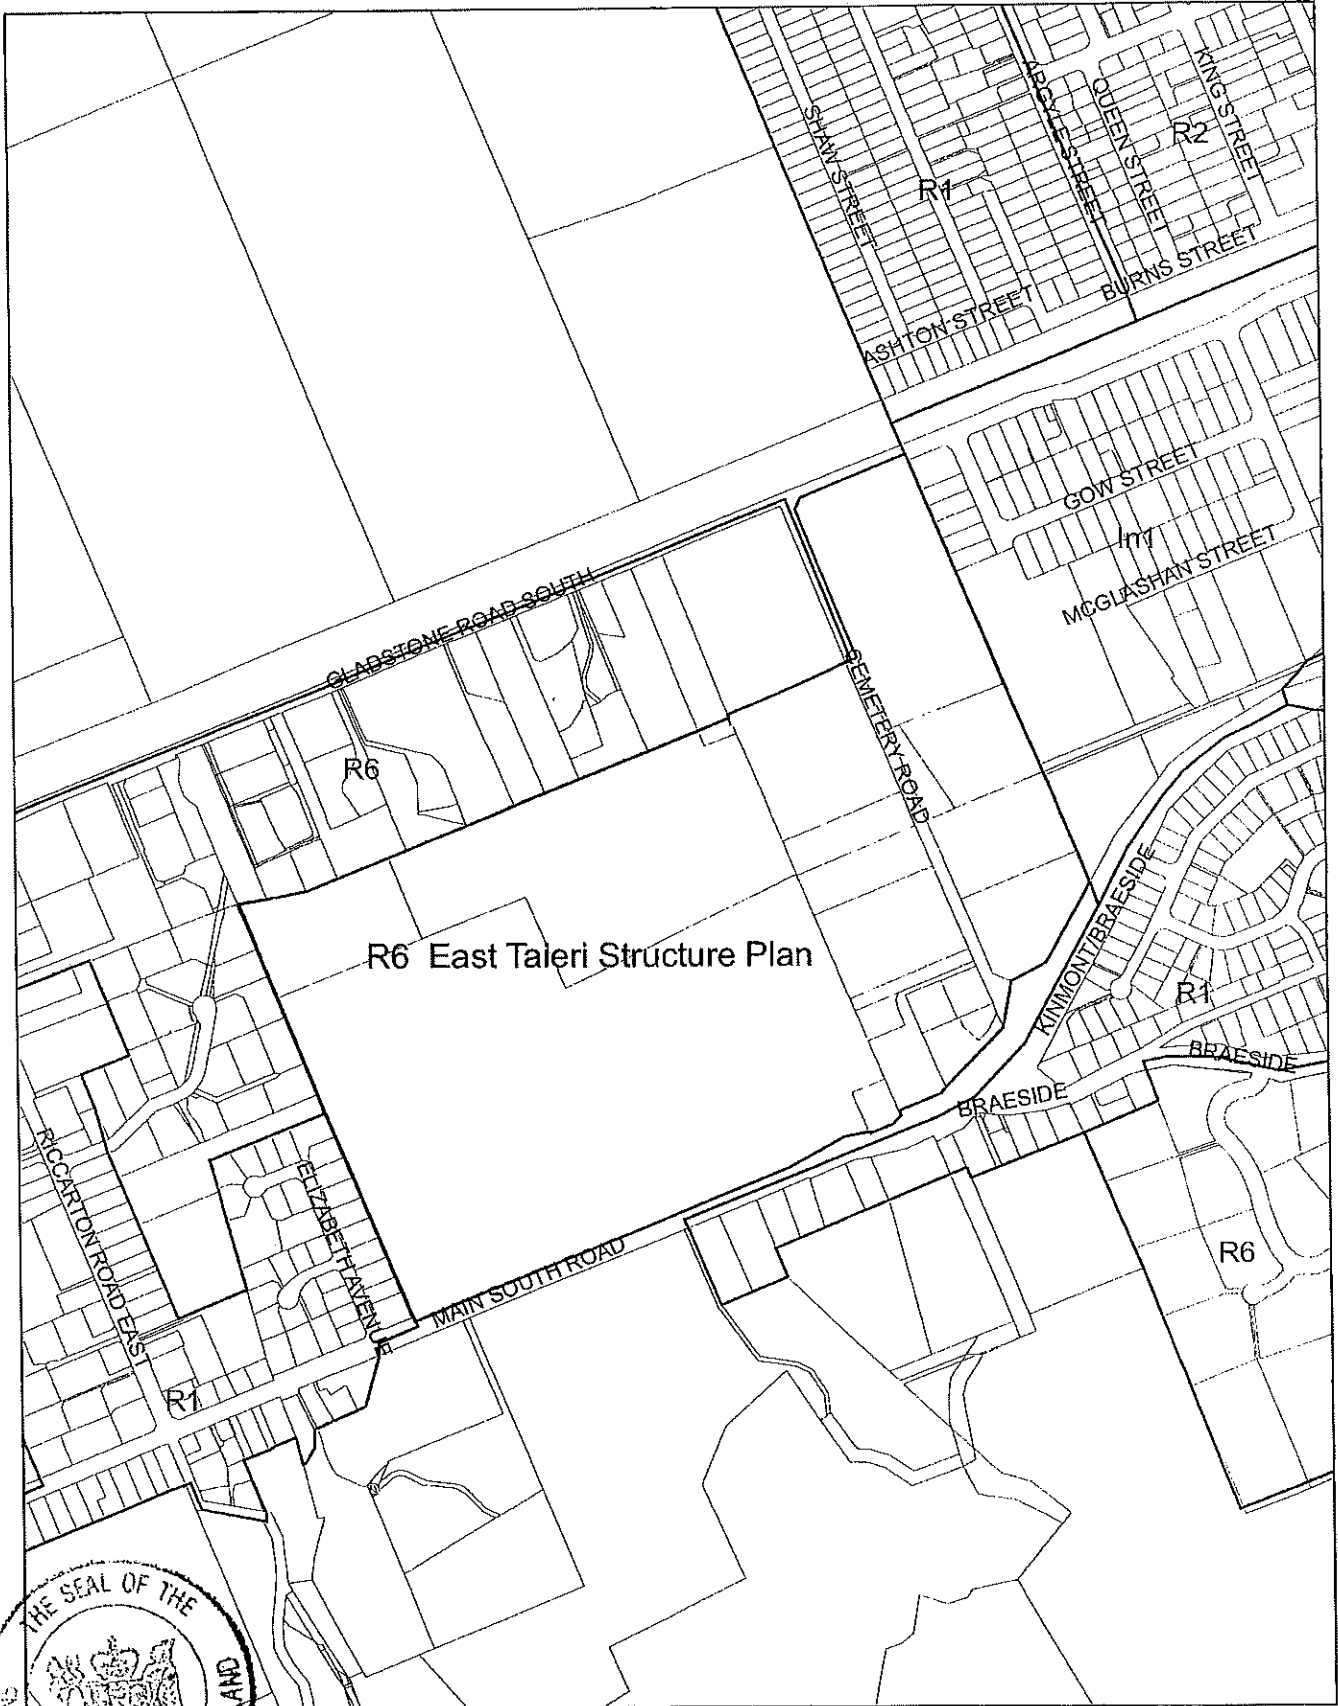 SHAW STREET
R1
ARGYLE STREET
QUEEN STREET
KING STREET
R2
BURNS STREET
ASHTON STREET
GOW STREET
In1
MCGLASHAN STREET
GLADSTONE ROAD SOUTH
CEMETERY ROAD
R6
R6 East Taieri Structure Plan
KINMONT/BRAESIDE
R1
BRAESIDE
BRAESIDE
RICCARTON ROAD EAST
ELIZABETH AVENUE
MAIN SOUTH ROAD
R6
R1
THE SEAL OF THE